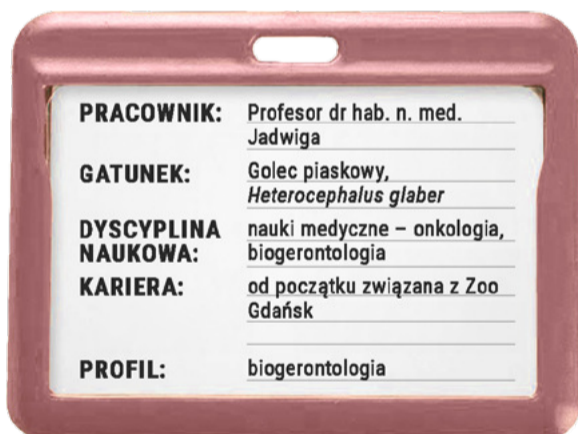 PRACOWNIK: Profesor dr hab. n. med.
Jadwiga
GATUNEK: Golec piaskowy,
Heterocephalus glaber
DYSCYPLINA nauki medyczne – onkologia,
NAUKOWA: biogerontologia
KARIERA: od początku związana z Zoo
Gdańsk
PROFIL: biogerontologia